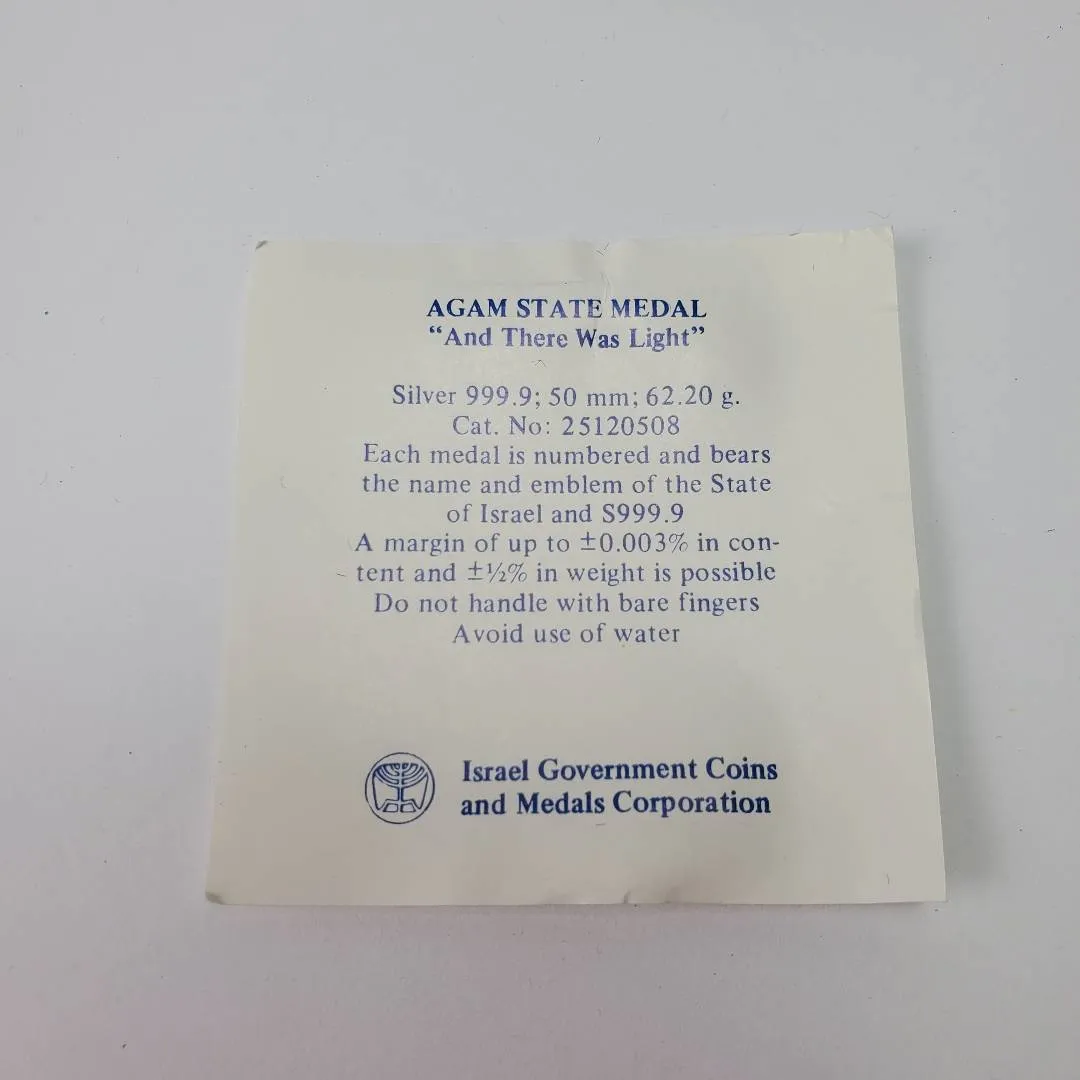 AGAM STATE MEDAL
“And There Was Light”
Silver 999.9; 50 mm; 62.20 g.
Cat. No: 25120508
Each medal is numbered and bears
the name and emblem of the State
of Israel and S999.9
A margin of up to ±0.003% in con-
tent and ±½% in weight is possible
Do not handle with bare fingers
Avoid use of water
Israel Government Coins
and Medals Corporation